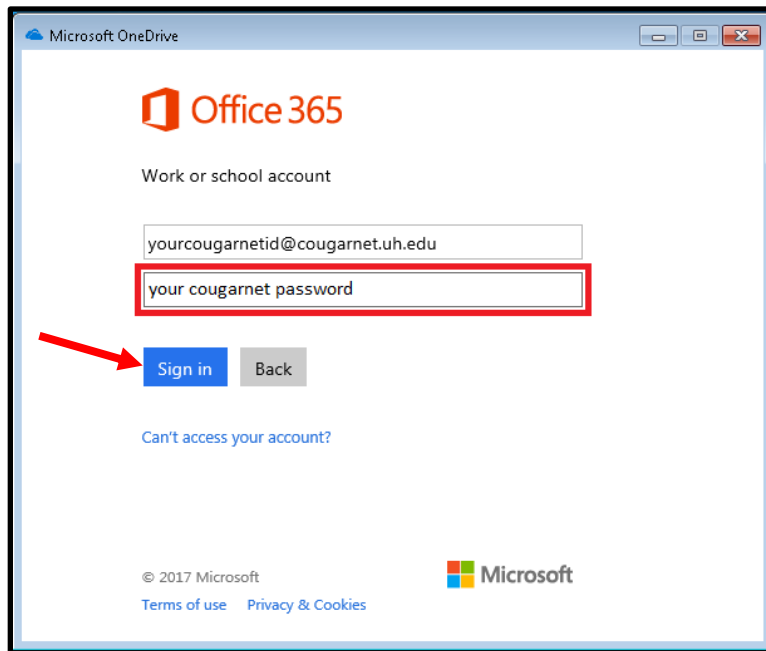 Microsoft OneDrive
Office 365
Work or school account
yourcougarnetid@cougarnet.uh.edu
your cougarnet password
Sign in Back
Can't access your account?
© 2017 Microsoft
Microsoft
Terms of use Privacy & Cookies